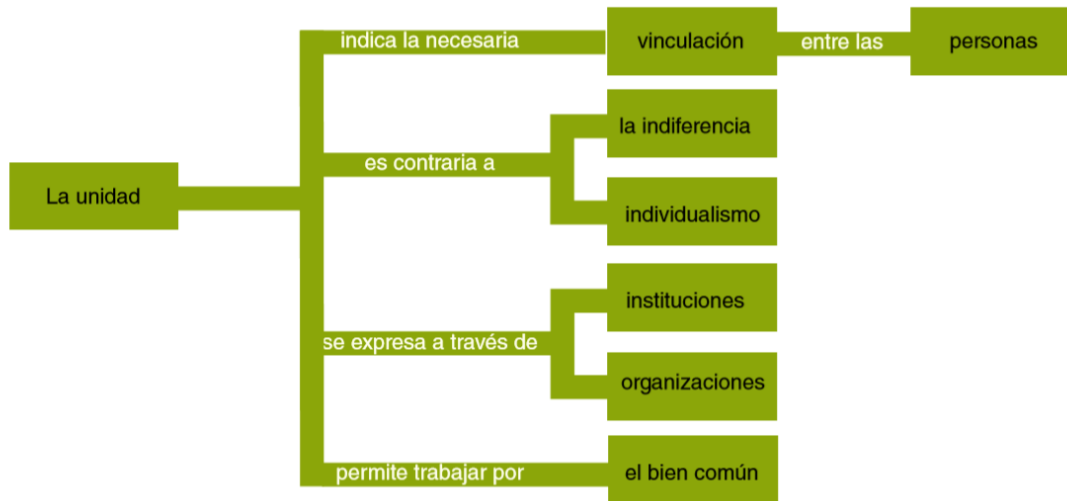 La unidad
indica la necesaria
vinculación
entre las
personas
es contraria a
la indiferencia
individualismo
se expresa a través de
instituciones
organizaciones
permite trabajar por
el bien común